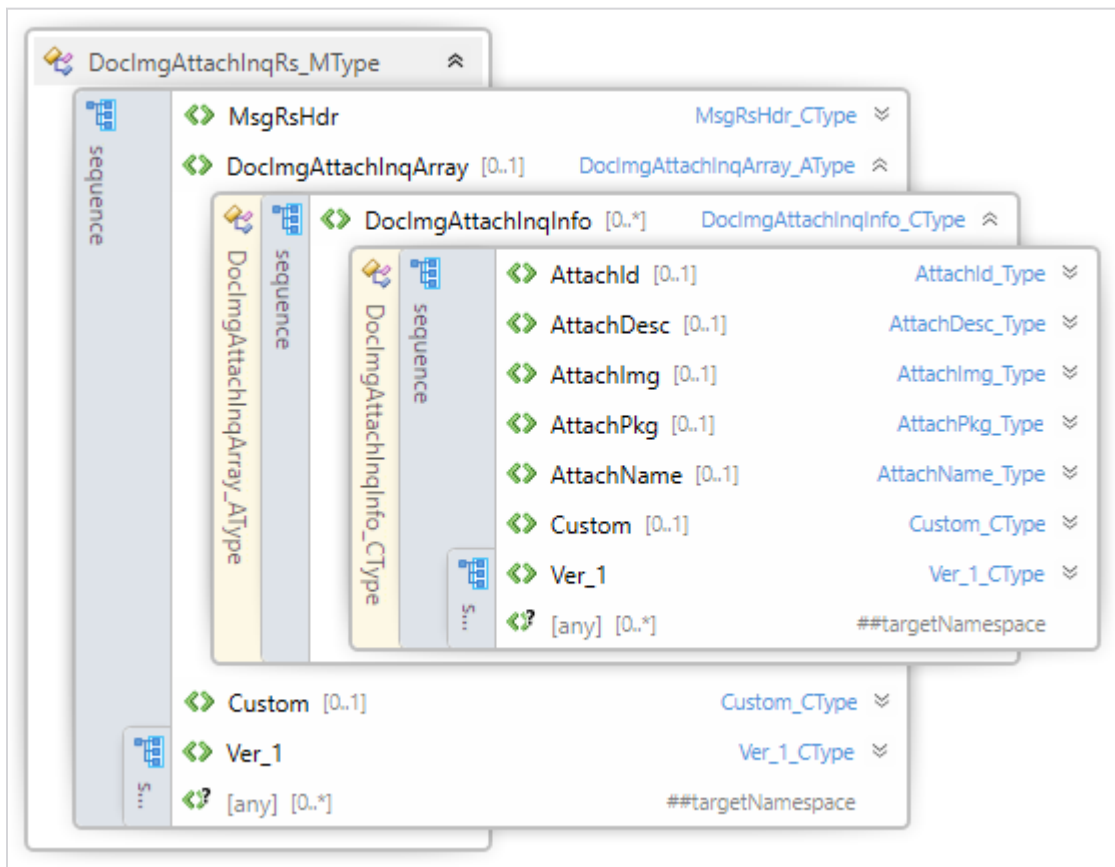 DocImgAttachInqRs_MType
sequence
MsgRsHdr MsgRsHdr_CType
DocImgAttachInqArray [0..1] DocImgAttachInqArray_AType
DocImgAttachInqArray_AType
sequence
DocImgAttachInqInfo [0..*] DocImgAttachInqInfo_CType
DocImgAttachInqInfo_CType
sequence
AttachId [0..1] AttachId_Type
AttachDesc [0..1] AttachDesc_Type
AttachImg [0..1] AttachImg_Type
AttachPkg [0..1] AttachPkg_Type
AttachName [0..1] AttachName_Type
Custom [0..1] Custom_CType
s...
Ver_1 Ver_1_CType
[any] [0..*] ##targetNamespace
Custom [0..1] Custom_CType
s...
Ver_1 Ver_1_CType
[any] [0..*] ##targetNamespace